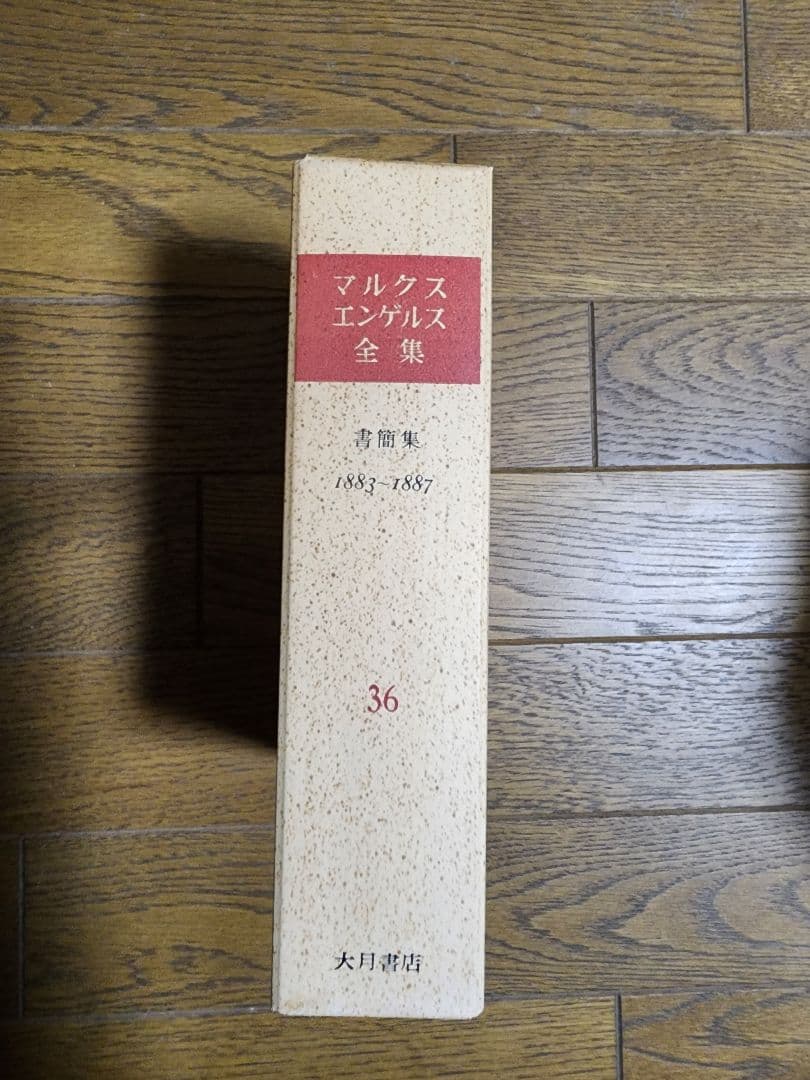 マルクス
エンゲルス
全集
書簡集
1883~1887
36
大月書店